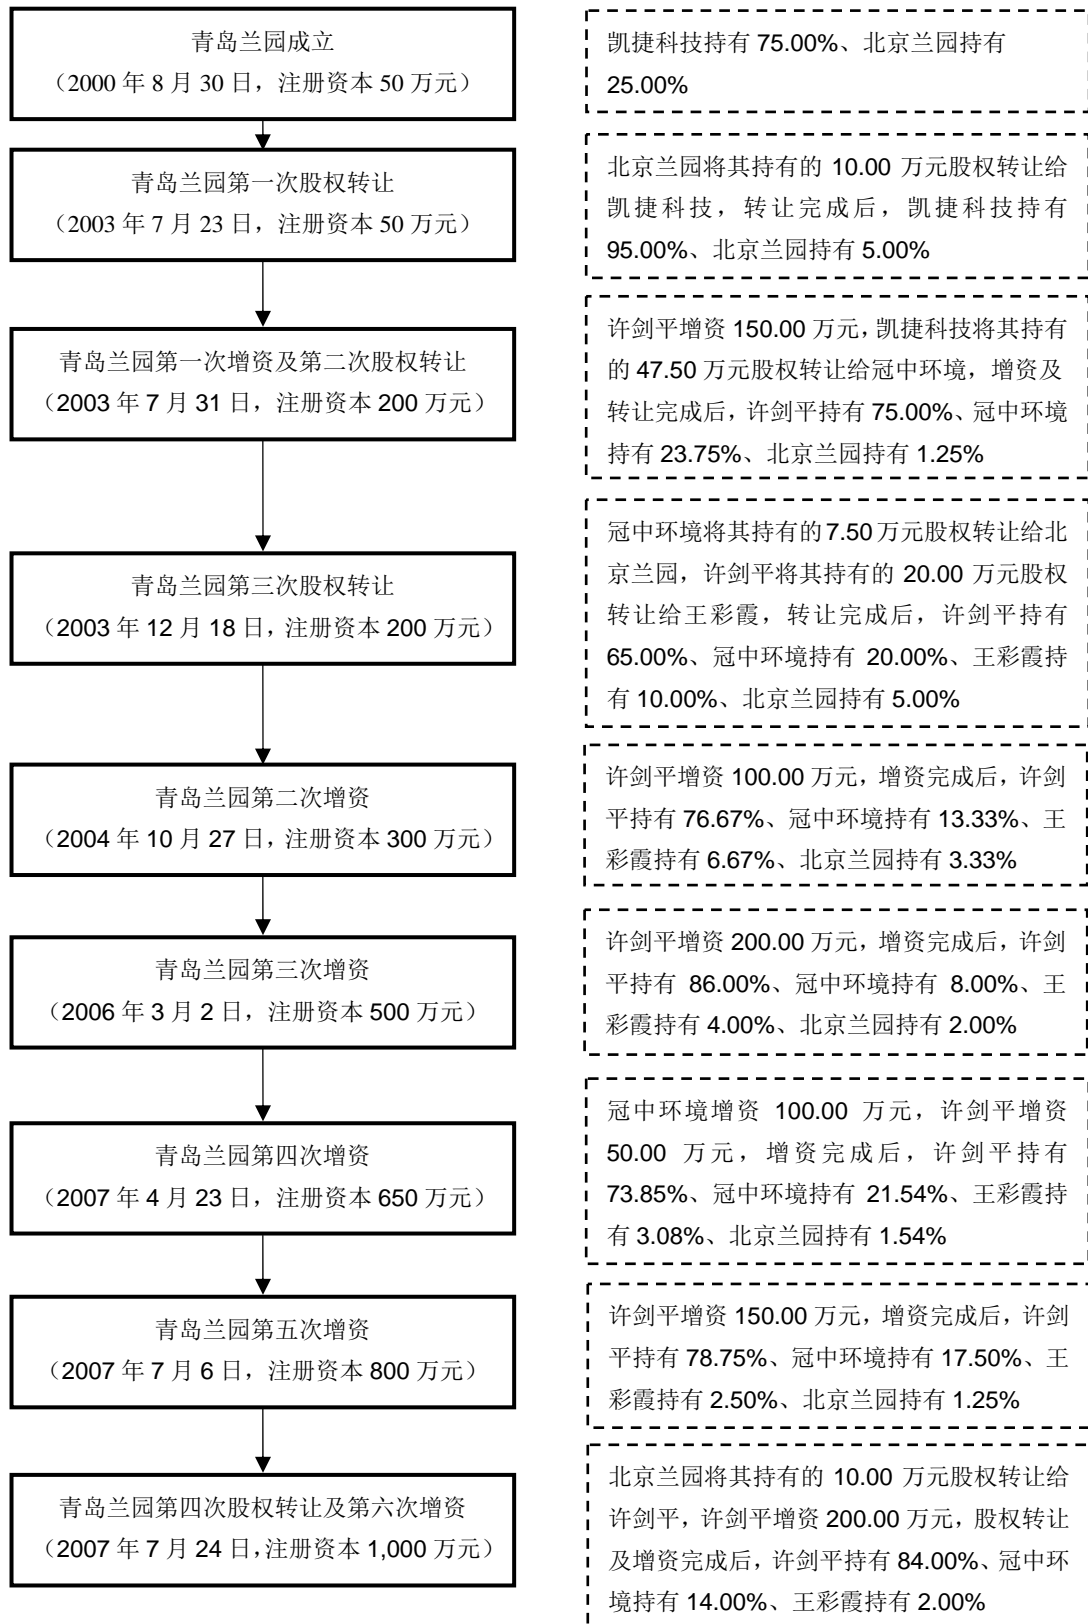 青岛兰园成立
（2000 年 8 月 30 日，注册资本 50 万元）
凯捷科技持有 75.00%、北京兰园持有
25.00%
青岛兰园第一次股权转让
（2003 年 7 月 23 日，注册资本 50 万元）
北京兰园将其持有的 10.00 万元股权转让给
凯捷科技，转让完成后，凯捷科技持有
95.00%、北京兰园持有 5.00%
青岛兰园第一次增资及第二次股权转让
（2003 年 7 月 31 日，注册资本 200 万元）
许剑平增资 150.00 万元，凯捷科技将其持有
的 47.50 万元股权转让给冠中环境，增资及
转让完成后，许剑平持有 75.00%、冠中环境
持有 23.75%、北京兰园持有 1.25%
青岛兰园第三次股权转让
（2003 年 12 月 18 日，注册资本 200 万元）
冠中环境将其持有的 7.50 万元股权转让给北
京兰园，许剑平将其持有的 20.00 万元股权
转让给王彩霞，转让完成后，许剑平持有
65.00%、冠中环境持有 20.00%、王彩霞持
有 10.00%、北京兰园持有 5.00%
青岛兰园第二次增资
（2004 年 10 月 27 日，注册资本 300 万元）
许剑平增资 100.00 万元，增资完成后，许剑
平持有 76.67%、冠中环境持有 13.33%、王
彩霞持有 6.67%、北京兰园持有 3.33%
青岛兰园第三次增资
（2006 年 3 月 2 日，注册资本 500 万元）
许剑平增资 200.00 万元，增资完成后，许剑
平持有 86.00%、冠中环境持有 8.00%、王
彩霞持有 4.00%、北京兰园持有 2.00%
青岛兰园第四次增资
（2007 年 4 月 23 日，注册资本 650 万元）
冠中环境增资 100.00 万元，许剑平增资
50.00 万元，增资完成后，许剑平持有
73.85%、冠中环境持有 21.54%、王彩霞持
有 3.08%、北京兰园持有 1.54%
青岛兰园第五次增资
（2007 年 7 月 6 日，注册资本 800 万元）
许剑平增资 150.00 万元，增资完成后，许剑
平持有 78.75%、冠中环境持有 17.50%、王
彩霞持有 2.50%、北京兰园持有 1.25%
青岛兰园第四次股权转让及第六次增资
（2007 年 7 月 24 日，注册资本 1,000 万元）
北京兰园将其持有的 10.00 万元股权转让给
许剑平，许剑平增资 200.00 万元，股权转让
及增资完成后，许剑平持有 84.00%、冠中环
境持有 14.00%、王彩霞持有 2.00%